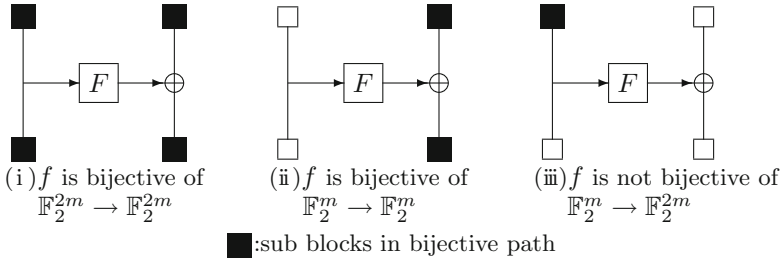 F F F
(i) f is bijective of (ii) f is bijective of (iii) f is not bijective of
𝔽₂²ᵐ → 𝔽₂²ᵐ 𝔽₂ᵐ → 𝔽₂ᵐ 𝔽₂ᵐ → 𝔽₂²ᵐ
:sub blocks in bijective path